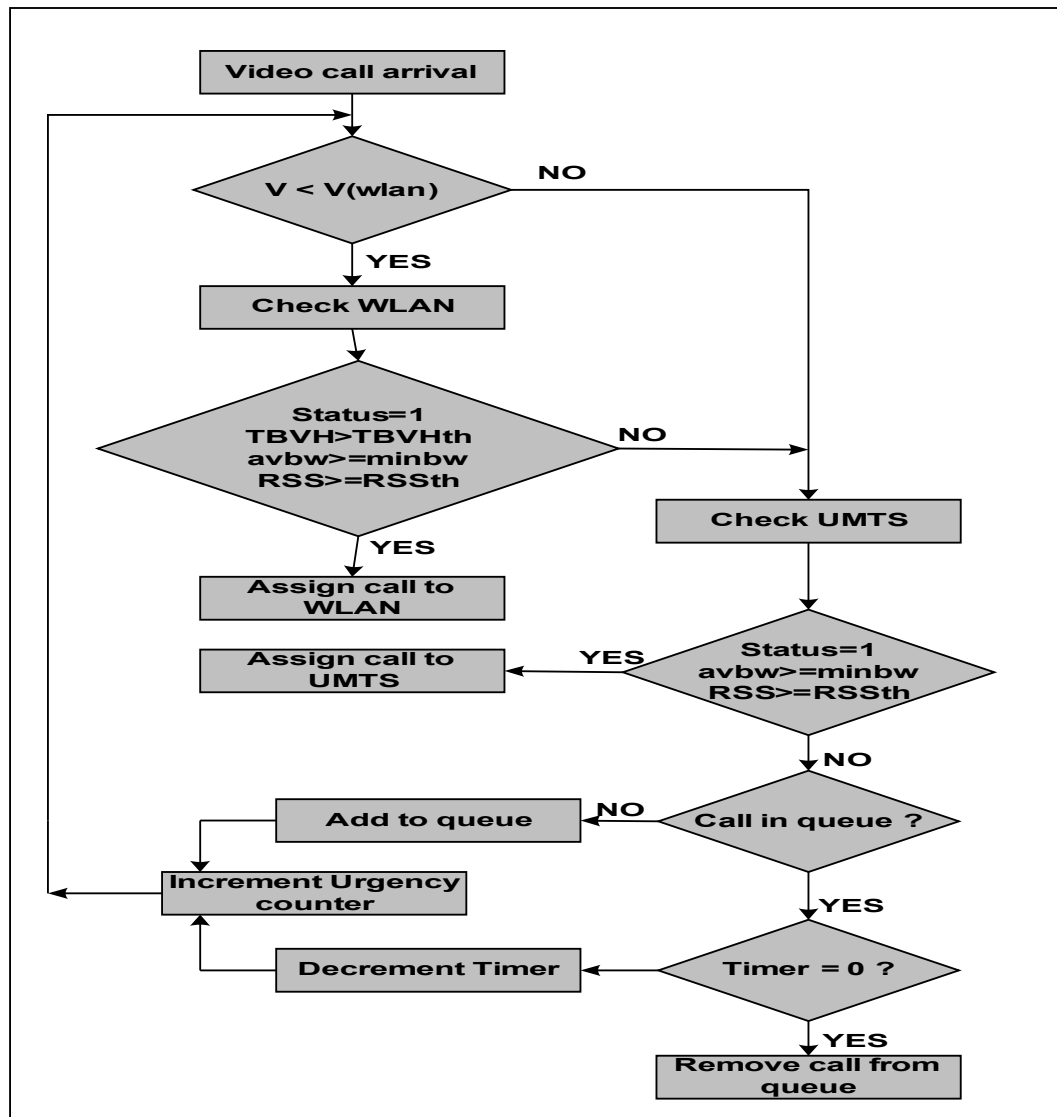 Video call arrival
V < V(wlan)
NO
YES
Check WLAN
Status=1
TBVH>TBVHth
avbw>=minbw
RSS>=RSSth
NO
YES
Check UMTS
Assign call to
WLAN
Assign call to
UMTS
YES
Status=1
avbw>=minbw
RSS>=RSSth
NO
Add to queue
NO
Call in queue ?
Increment Urgency
counter
YES
Decrement Timer
Timer = 0 ?
YES
Remove call from
queue